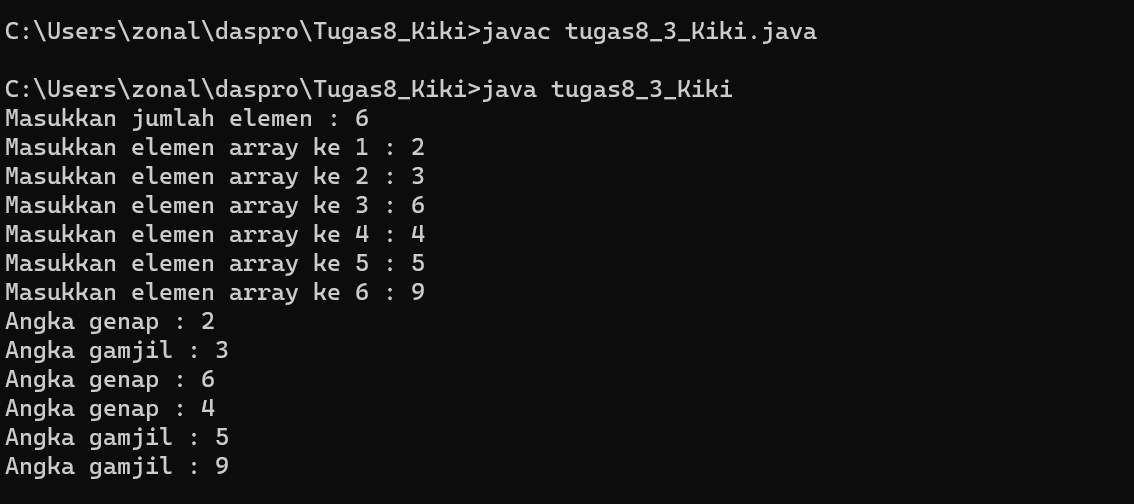 C:\Users\zonal\daspro\Tugas8_Kiki>javac tugas8_3_Kiki.java
C:\Users\zonal\daspro\Tugas8_Kiki>java tugas8_3_Kiki
Masukkan jumlah elemen : 6
Masukkan elemen array ke 1 : 2
Masukkan elemen array ke 2 : 3
Masukkan elemen array ke 3 : 6
Masukkan elemen array ke 4 : 4
Masukkan elemen array ke 5 : 5
Masukkan elemen array ke 6 : 9
Angka genap : 2
Angka gamjil : 3
Angka genap : 6
Angka genap : 4
Angka gamjil : 5
Angka gamjil : 9